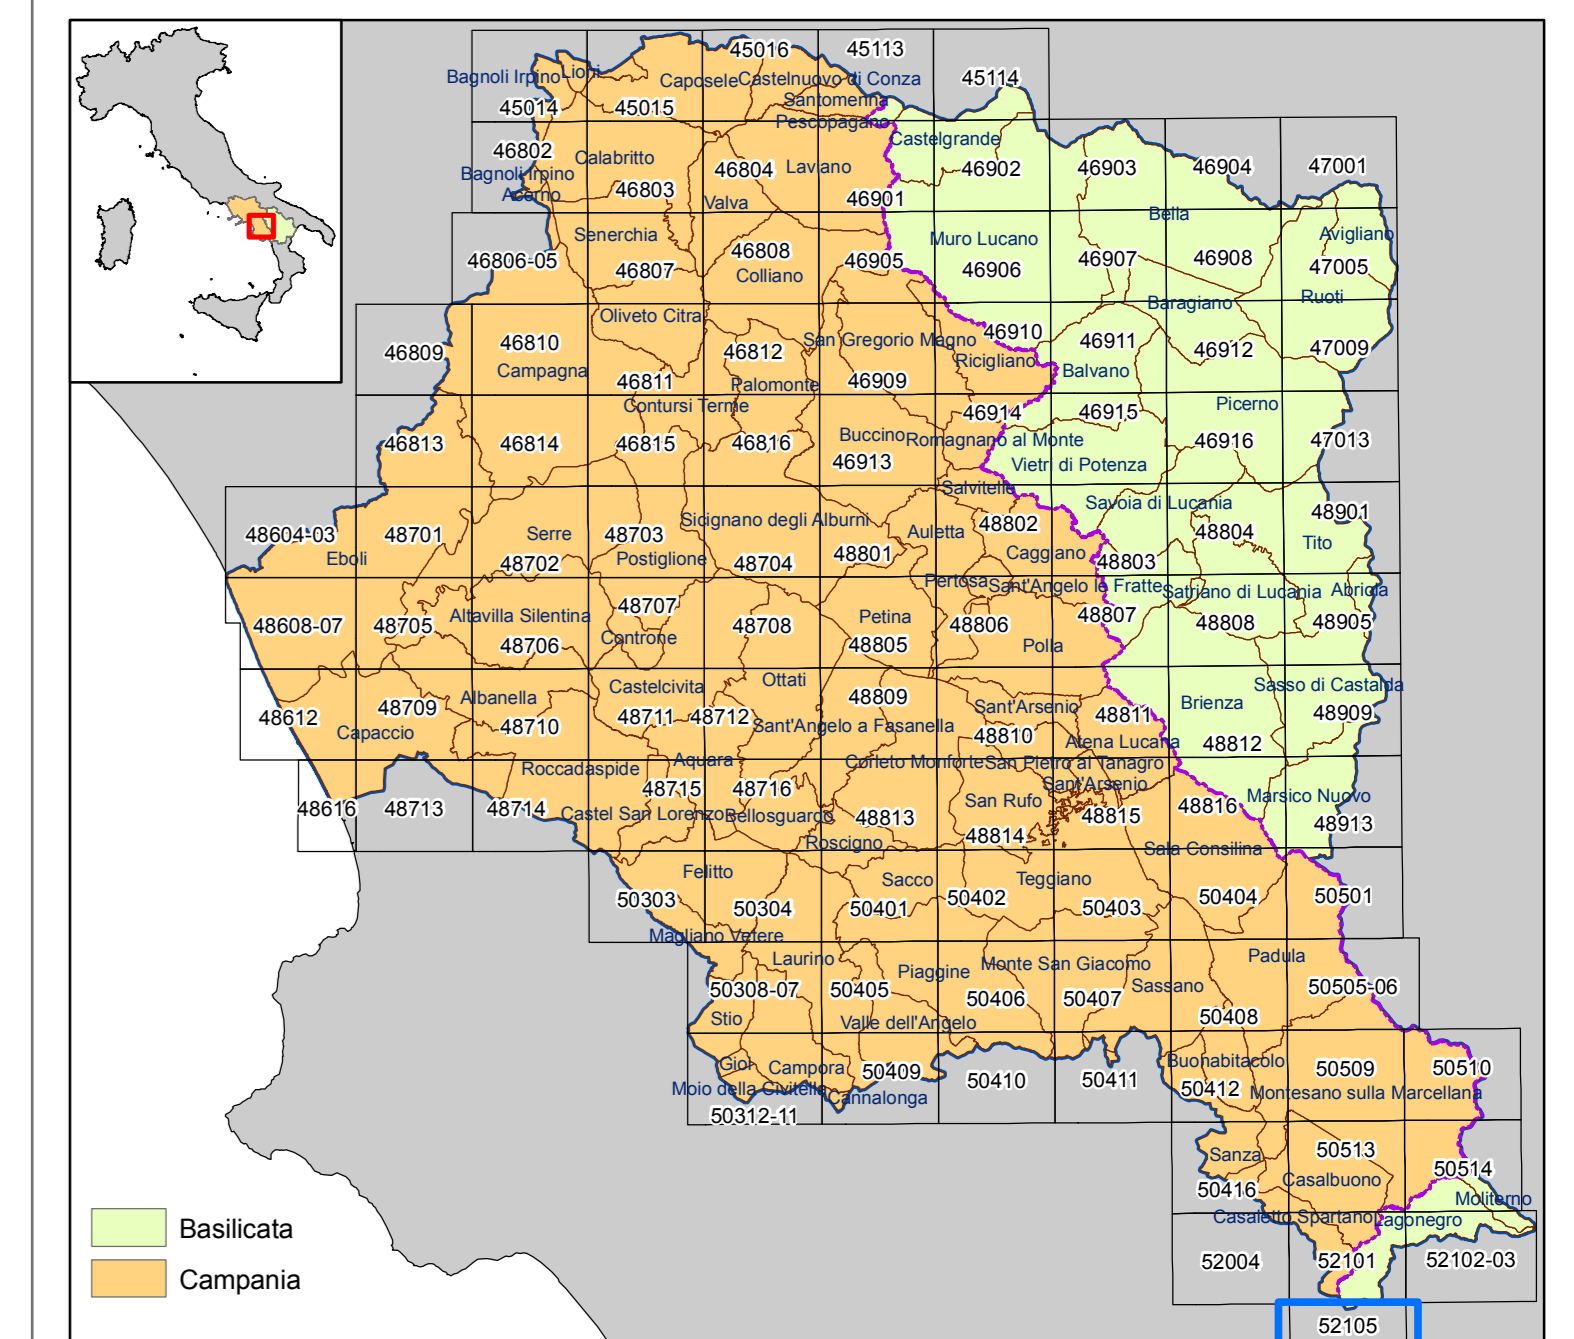 45016
45113
45114
Bagnoli Irpino
Lioni
Caposele
Castelnuovo di Conza
45014
45015
Santomenna
Pescopagano
Castelgrande
46802
Calabritto
46804
Laviano
46902
46903
46904
47001
Bagnoli Irpino
Acerno
46803
Valva
46901
Bella
Senerchia
Muro Lucano
Avigliano
46806-05
46807
46808
Colliano
46905
46906
46907
46908
47005
Oliveto Citra
Baragiano
Ruoti
46809
46810
Campagna
46812
San Gregorio Magno
46910
Ricigliano
46911
46912
47009
46811
Palomonte
46909
Balvano
Contursi Terme
46914
46915
Picerno
46813
46814
46815
46816
Buccino
Romagnano al Monte
46916
47013
46913
Vietri di Potenza
Salvitelle
Savoia di Lucania
48604-03
Eboli
48701
Serre
48703
Sicignano degli Alburni
Auletta
48802
48804
48901
Tito
48702
Postiglione
48704
48801
Caggiano
48803
Pertosa
Sant'Angelo le Fratte
Satriano di Lucania
Abriola
48608-07
48705
Altavilla Silentina
48707
48708
Petina
48806
48807
48808
48905
48706
Controne
48805
Polla
Castelcivita
Ottati
Sasso di Castalda
48612
48709
Albanella
48809
Sant'Arsenio
Brienza
48909
Capaccio
48710
48711
48712
Sant'Angelo a Fasanella
48810
48811
Atena Lucana
48812
Roccadaspide
Aquara
Corleto Monforte
San Pietro al Tanagro
Sant'Arsenio
48616
48713
48714
48715
48716
San Rufo
48816
Marsico Nuovo
Castel San Lorenzo
Bellosguardo
48813
48815
48913
Roscigno
48814
Sala Consilina
Felitto
Sacco
Teggiano
50303
50304
50401
50402
50403
50404
50501
Magliano Vetere
Laurino
Piaggine
Monte San Giacomo
Padula
50308-07
50405
50406
50407
Sassano
50505-06
Stio
Valle dell'Angelo
50408
Gioi
Campora
50409
50410
50411
Buonabitacolo
50509
50510
Moio della Civitella
Cannalonga
50412
Montesano sulla Marcellana
50312-11
Sanza
50513
50514
50416
Casalbuono
Moliterno
Casaletto Spartano
Lagonegro
52004
52101
52102-03
52105
Basilicata
Campania